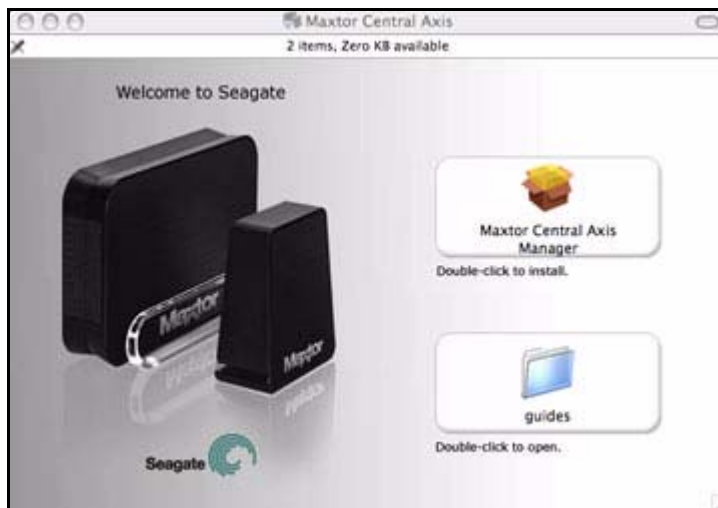 Maxtor Central Axis
2 items, Zero KB available
Welcome to Seagate
Maxtor
Maxtor
Seagate
Maxtor Central Axis
Manager
Double-click to install.
guides
Double-click to open.